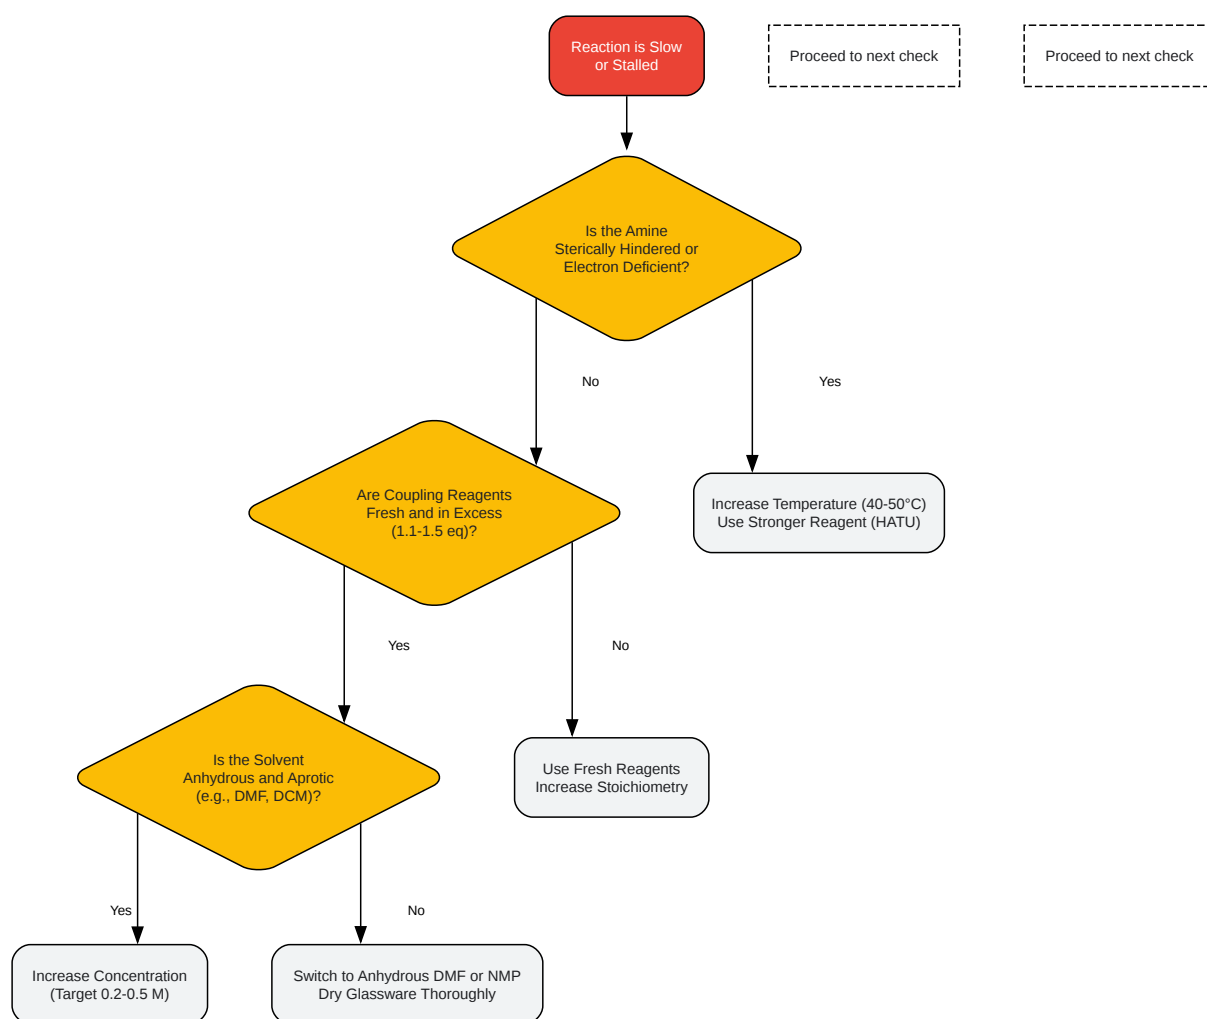 Reaction is Slow
or Stalled
Proceed to next check
Proceed to next check
Is the Amine
Sterically Hindered or
Electron Deficient?
No
Yes
Are Coupling Reagents
Fresh and in Excess
(1.1-1.5 eq)?
Increase Temperature (40-50°C)
Use Stronger Reagent (HATU)
Yes
No
Is the Solvent
Anhydrous and Aprotic
(e.g., DMF, DCM)?
Use Fresh Reagents
Increase Stoichiometry
Yes
No
Increase Concentration
(Target 0.2-0.5 M)
Switch to Anhydrous DMF or NMP
Dry Glassware Thoroughly